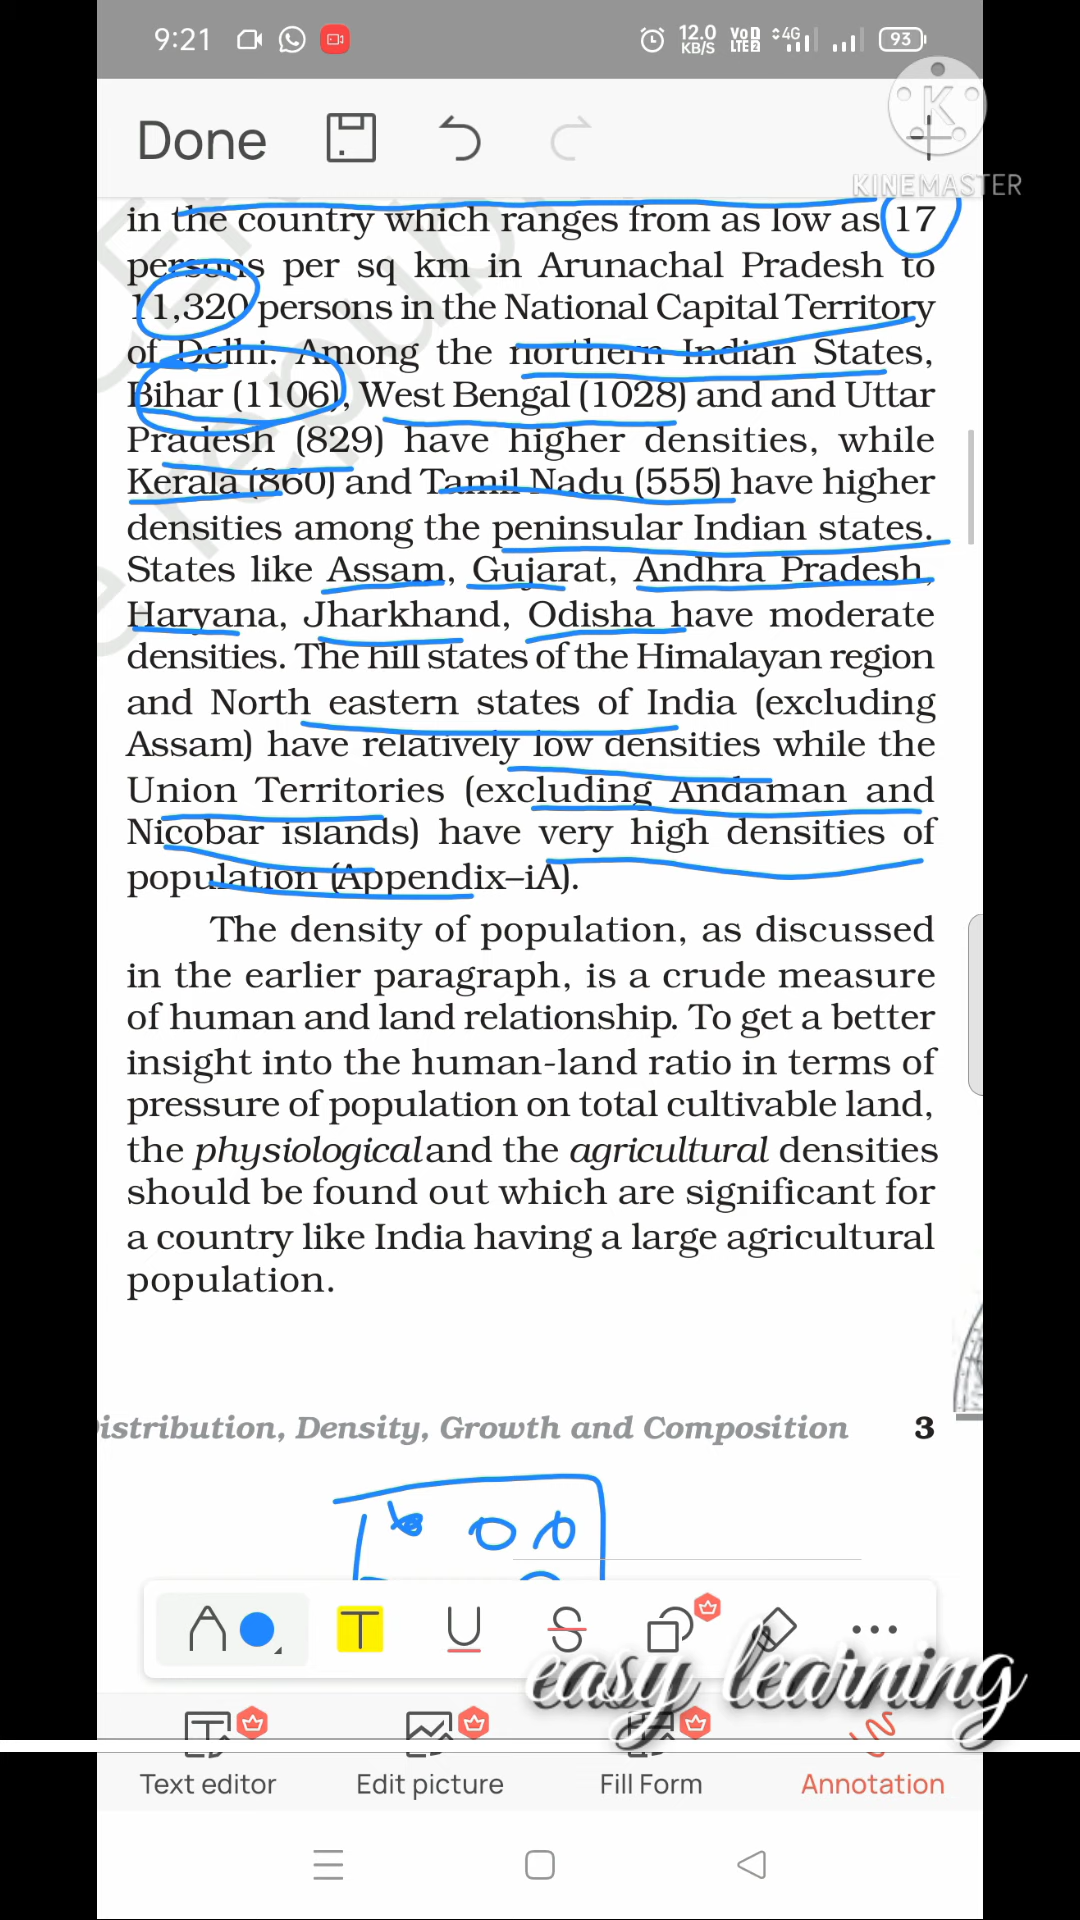 9:21
12.0
KB/S
VoD
LTE2
4G
93
Done
K
KINEMASTER
in the country which ranges from as low as 17
persons per sq km in Arunachal Pradesh to
11,320 persons in the National Capital Territory
of Delhi. Among the northern Indian States,
Bihar (1106), West Bengal (1028) and and Uttar
Pradesh (829) have higher densities, while
Kerala (860) and Tamil Nadu (555) have higher
densities among the peninsular Indian states.
States like Assam, Gujarat, Andhra Pradesh,
Haryana, Jharkhand, Odisha have moderate
densities. The hill states of the Himalayan region
and North eastern states of India (excluding
Assam) have relatively low densities while the
Union Territories (excluding Andaman and
Nicobar islands) have very high densities of
population (Appendix–iA).
The density of population, as discussed
in the earlier paragraph, is a crude measure
of human and land relationship. To get a better
insight into the human-land ratio in terms of
pressure of population on total cultivable land,
the physiological and the agricultural densities
should be found out which are significant for
a country like India having a large agricultural
population.
istribution, Density, Growth and Composition 3
easy learning
Text editor
Edit picture
Fill Form
Annotation